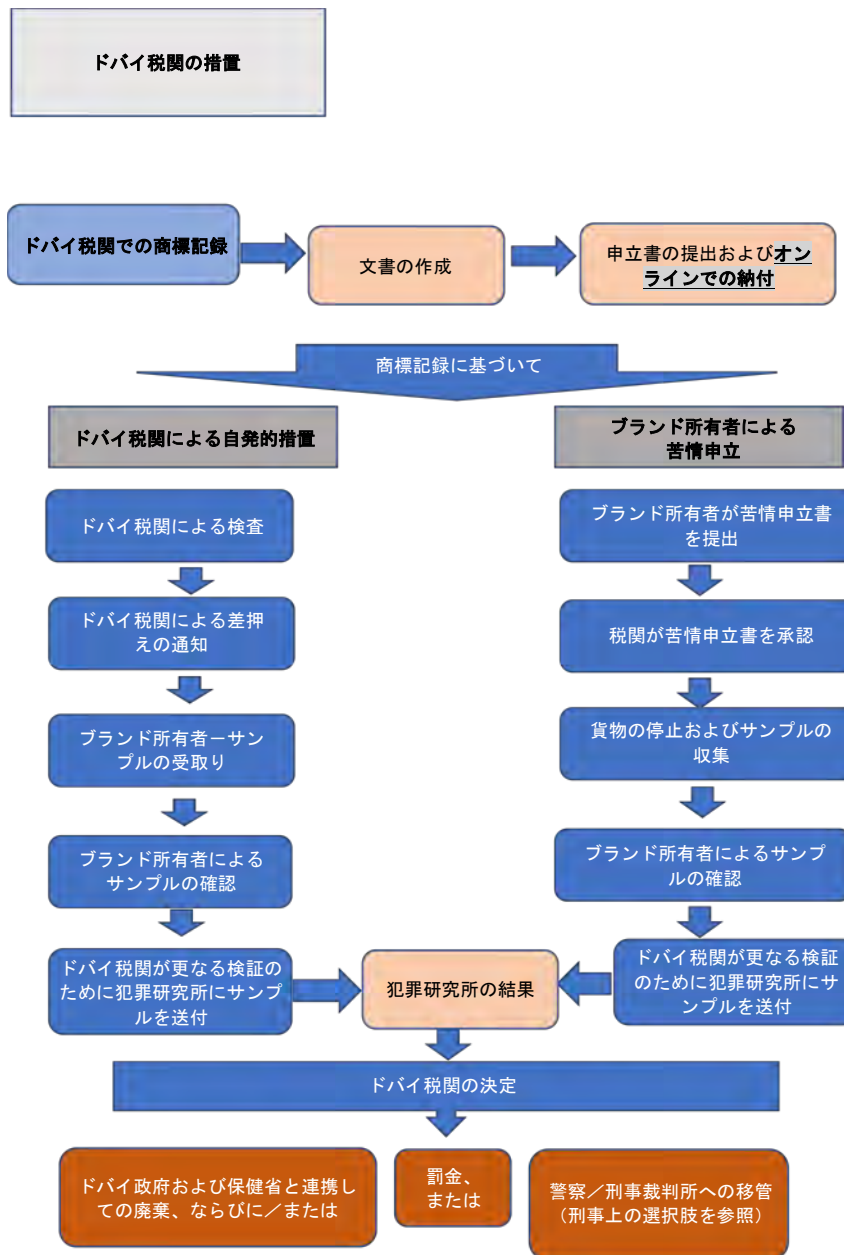 ドバイ税関の措置
ドバイ税関での商標記録
文書の作成
申立書の提出およびオン
ラインでの納付
商標記録に基づいて
ドバイ税関による自発的措置
ドバイ税関による検査
ドバイ税関による差押
えの通知
ブランド所有者－サン
プルの受取り
ブランド所有者による
サンプルの確認
ドバイ税関が更なる検証の
ために犯罪研究所にサンプ
ルを送付
ブランド所有者による
苦情申立
ブランド所有者が苦情申立書
を提出
税関が苦情申立書を承認
貨物の停止およびサンプルの
収集
ブランド所有者によるサンプ
ルの確認
ドバイ税関が更なる検証
のために犯罪研究所にサ
ンプルを送付
犯罪研究所の結果
ドバイ税関の決定
ドバイ政府および保健省と連携し
ての廃棄、ならびに／または
罰金、
または
警察／刑事裁判所への移管
（刑事上の選択肢を参照）